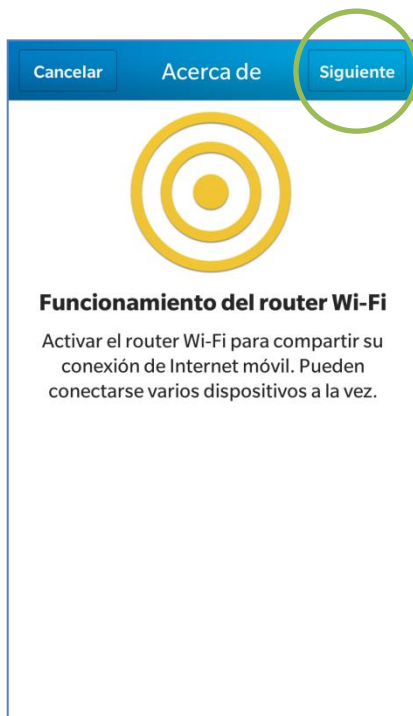 Cancelar Acerca de Siguiente
Funcionamiento del router Wi-Fi
Activar el router Wi-Fi para compartir su
conexión de Internet móvil. Pueden
conectarse varios dispositivos a la vez.